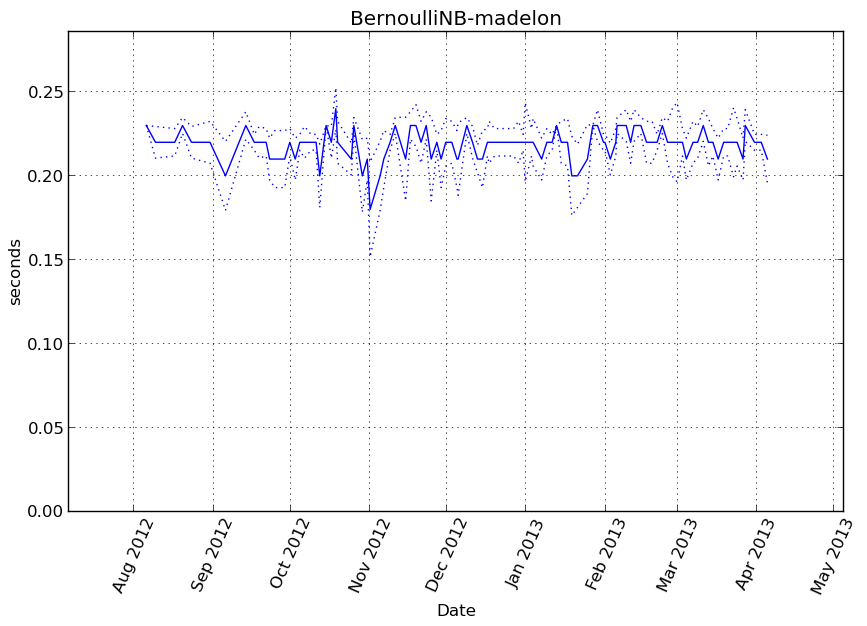 BernoulliNB-madelon
0.25
0.20
0.15
0.10
0.05
0.00
seconds
Aug 2012
Sep 2012
Oct 2012
Nov 2012
Dec 2012
Jan 2013
Feb 2013
Mar 2013
Apr 2013
May 2013
Date